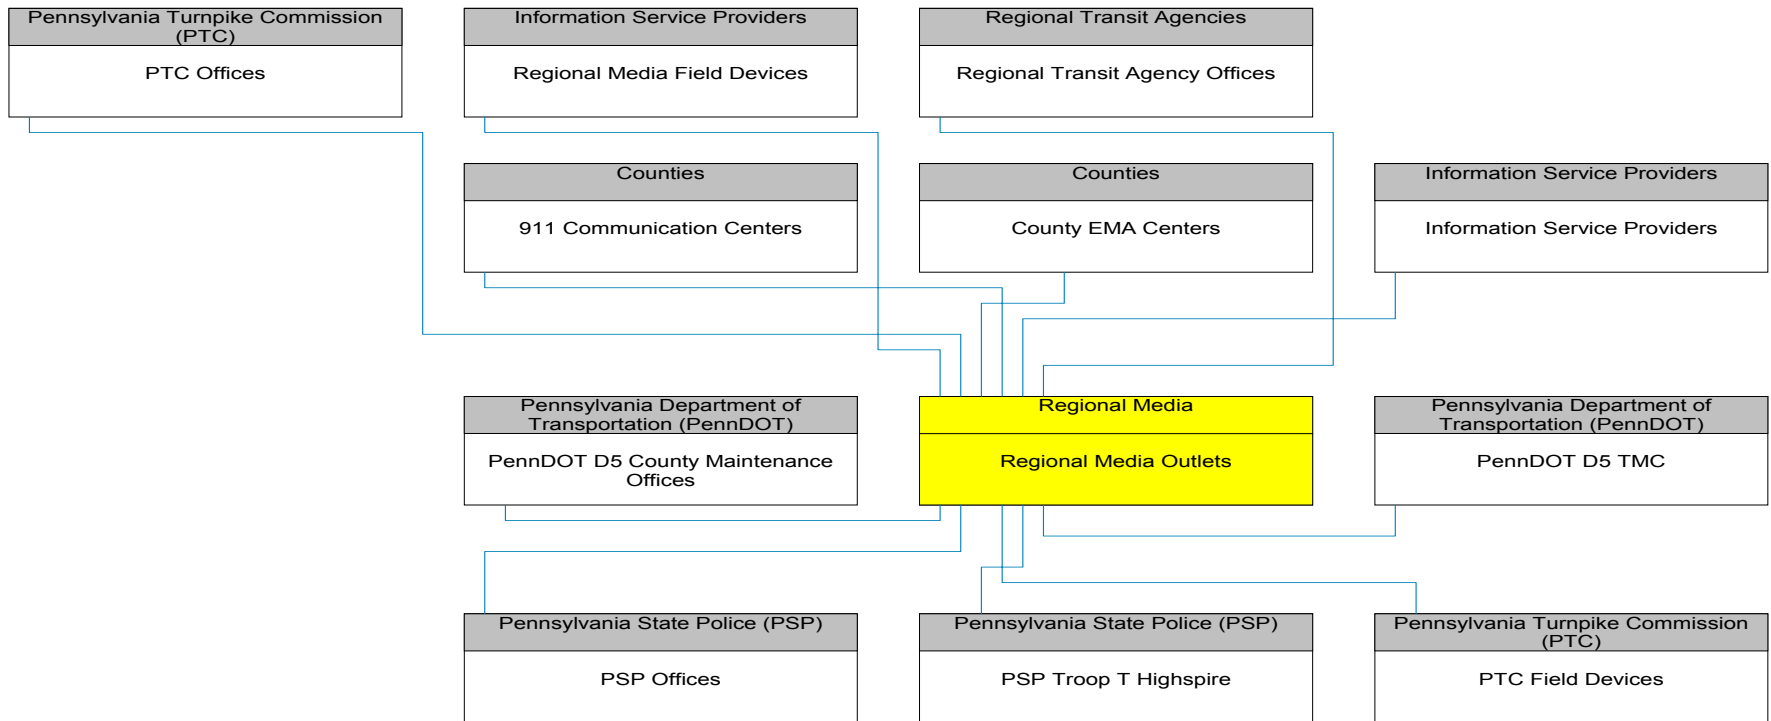 Pennsylvania Turnpike Commission
(PTC)
PTC Offices
Information Service Providers
Regional Media Field Devices
Regional Transit Agencies
Regional Transit Agency Offices
Counties
911 Communication Centers
Counties
County EMA Centers
Information Service Providers
Information Service Providers
Pennsylvania Department of
Transportation (PennDOT)
PennDOT D5 County Maintenance
Offices
Regional Media
Regional Media Outlets
Pennsylvania Department of
Transportation (PennDOT)
PennDOT D5 TMC
Pennsylvania State Police (PSP)
PSP Offices
Pennsylvania State Police (PSP)
PSP Troop T Highspire
Pennsylvania Turnpike Commission
(PTC)
PTC Field Devices